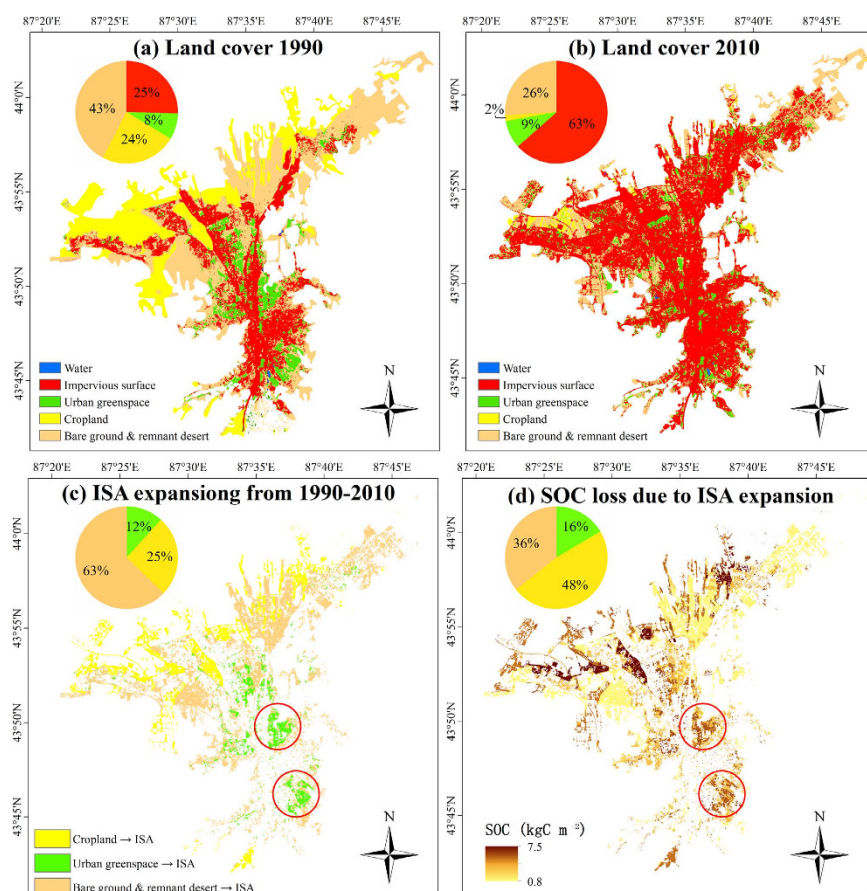 87°20'E 87°25'E 87°30'E 87°35'E 87°40'E 87°45'E
87°20'E 87°25'E 87°30'E 87°35'E 87°40'E 87°45'E
(a) Land cover 1990
(b) Land cover 2010
44°0'N
43°55'N
43°50'N
43°45'N
25%
8%
24%
43%
Water
Impervious surface
Urban greenspace
Cropland
Bare ground & remnant desert
N
44°0'N
43°55'N
43°50'N
43°45'N
26%
2%
9%
63%
Water
Impervious surface
Urban greenspace
Cropland
Bare ground & remnant desert
N
87°20'E 87°25'E 87°30'E 87°35'E 87°40'E 87°45'E
87°20'E 87°25'E 87°30'E 87°35'E 87°40'E 87°45'E
(c) ISA expansiong from 1990-2010
(d) SOC loss due to ISA expansion
44°0'N
43°55'N
43°50'N
43°45'N
12%
25%
63%
Cropland → ISA
Urban greenspace → ISA
Bare ground & remnant desert → ISA
N
44°0'N
43°55'N
43°50'N
43°45'N
16%
36%
48%
SOC (kgC m⁻²)
7.5
0.8
N